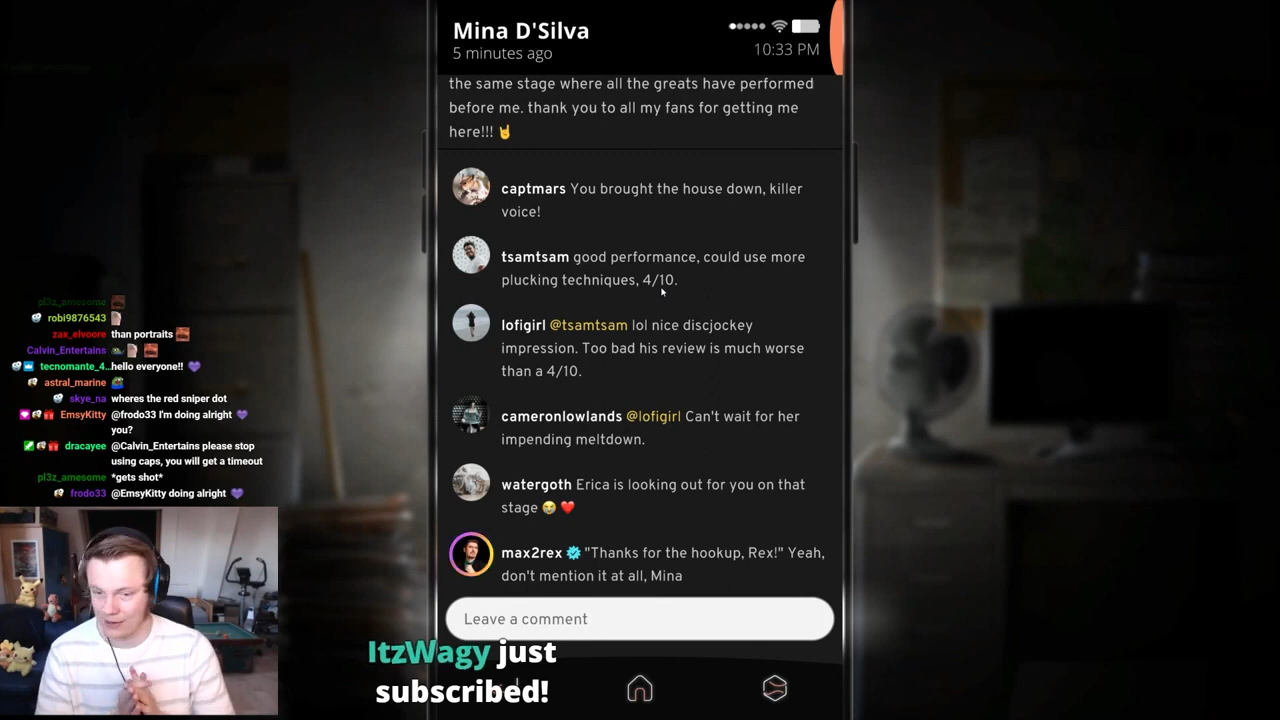 Mina D'Silva
5 minutes ago
10:33 PM
the same stage where all the greats have performed
before me. thank you to all my fans for getting me
here!!! 🤘
captmars You brought the house down, killer
voice!
tsamtsam good performance, could use more
plucking techniques, 4/10.
lofigirl @tsamtsam lol nice discjockey
impression. Too bad his review is much worse
than a 4/10.
cameronlowlands @lofigirl Can't wait for her
impending meltdown.
watergoth Erica is looking out for you on that
stage 😭 ❤️
max2rex "Thanks for the hookup, Rex!" Yeah,
don't mention it at all, Mina
Leave a comment
pl3z_amesome
robi9876543
zax_elvoore than portraits
Calvin_Entertains
tecnomante_4... hello everyone!! 💜
astral_marine
skye_na wheres the red sniper dot
EmsyKitty @frodo33 I'm doing alright 💜
you?
dracayee @Calvin_Entertains please stop
using caps, you will get a timeout
pl3z_amesome *gets shot*
frodo33 @EmsyKitty doing alright 💜
ItzWagy just
subscribed!